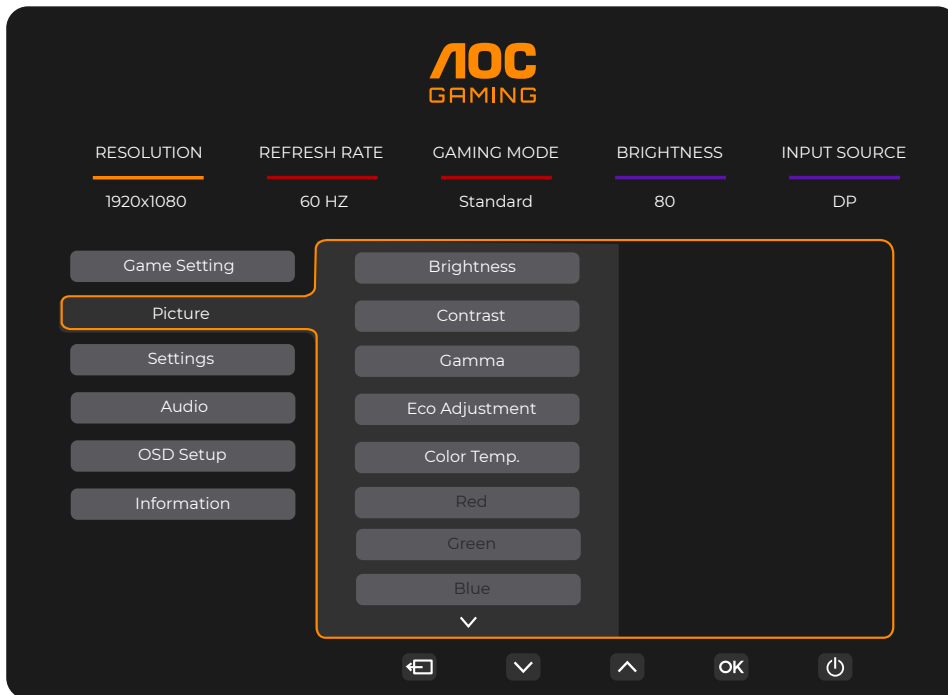 AOC
GAMING
RESOLUTION REFRESH RATE GAMING MODE BRIGHTNESS INPUT SOURCE
1920x1080 60 HZ Standard 80 DP
Game Setting
Picture
Settings
Audio
OSD Setup
Information
Brightness
Contrast
Gamma
Eco Adjustment
Color Temp.
Red
Green
Blue
OK